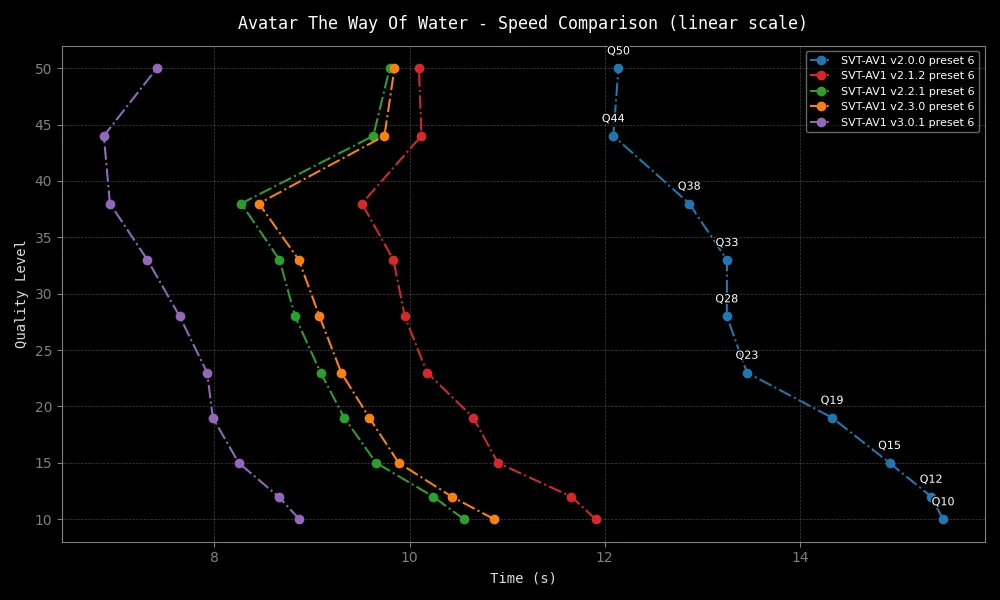 Avatar The Way Of Water - Speed Comparison (linear scale)
Q50
SVT-AV1 v2.0.0 preset 6
SVT-AV1 v2.1.2 preset 6
SVT-AV1 v2.2.1 preset 6
SVT-AV1 v2.3.0 preset 6
SVT-AV1 v3.0.1 preset 6
50
45
40
35
30
25
20
15
10
Quality Level
Q44
Q38
Q33
Q28
Q23
Q19
Q15
Q12
Q10
8
10
12
14
Time (s)